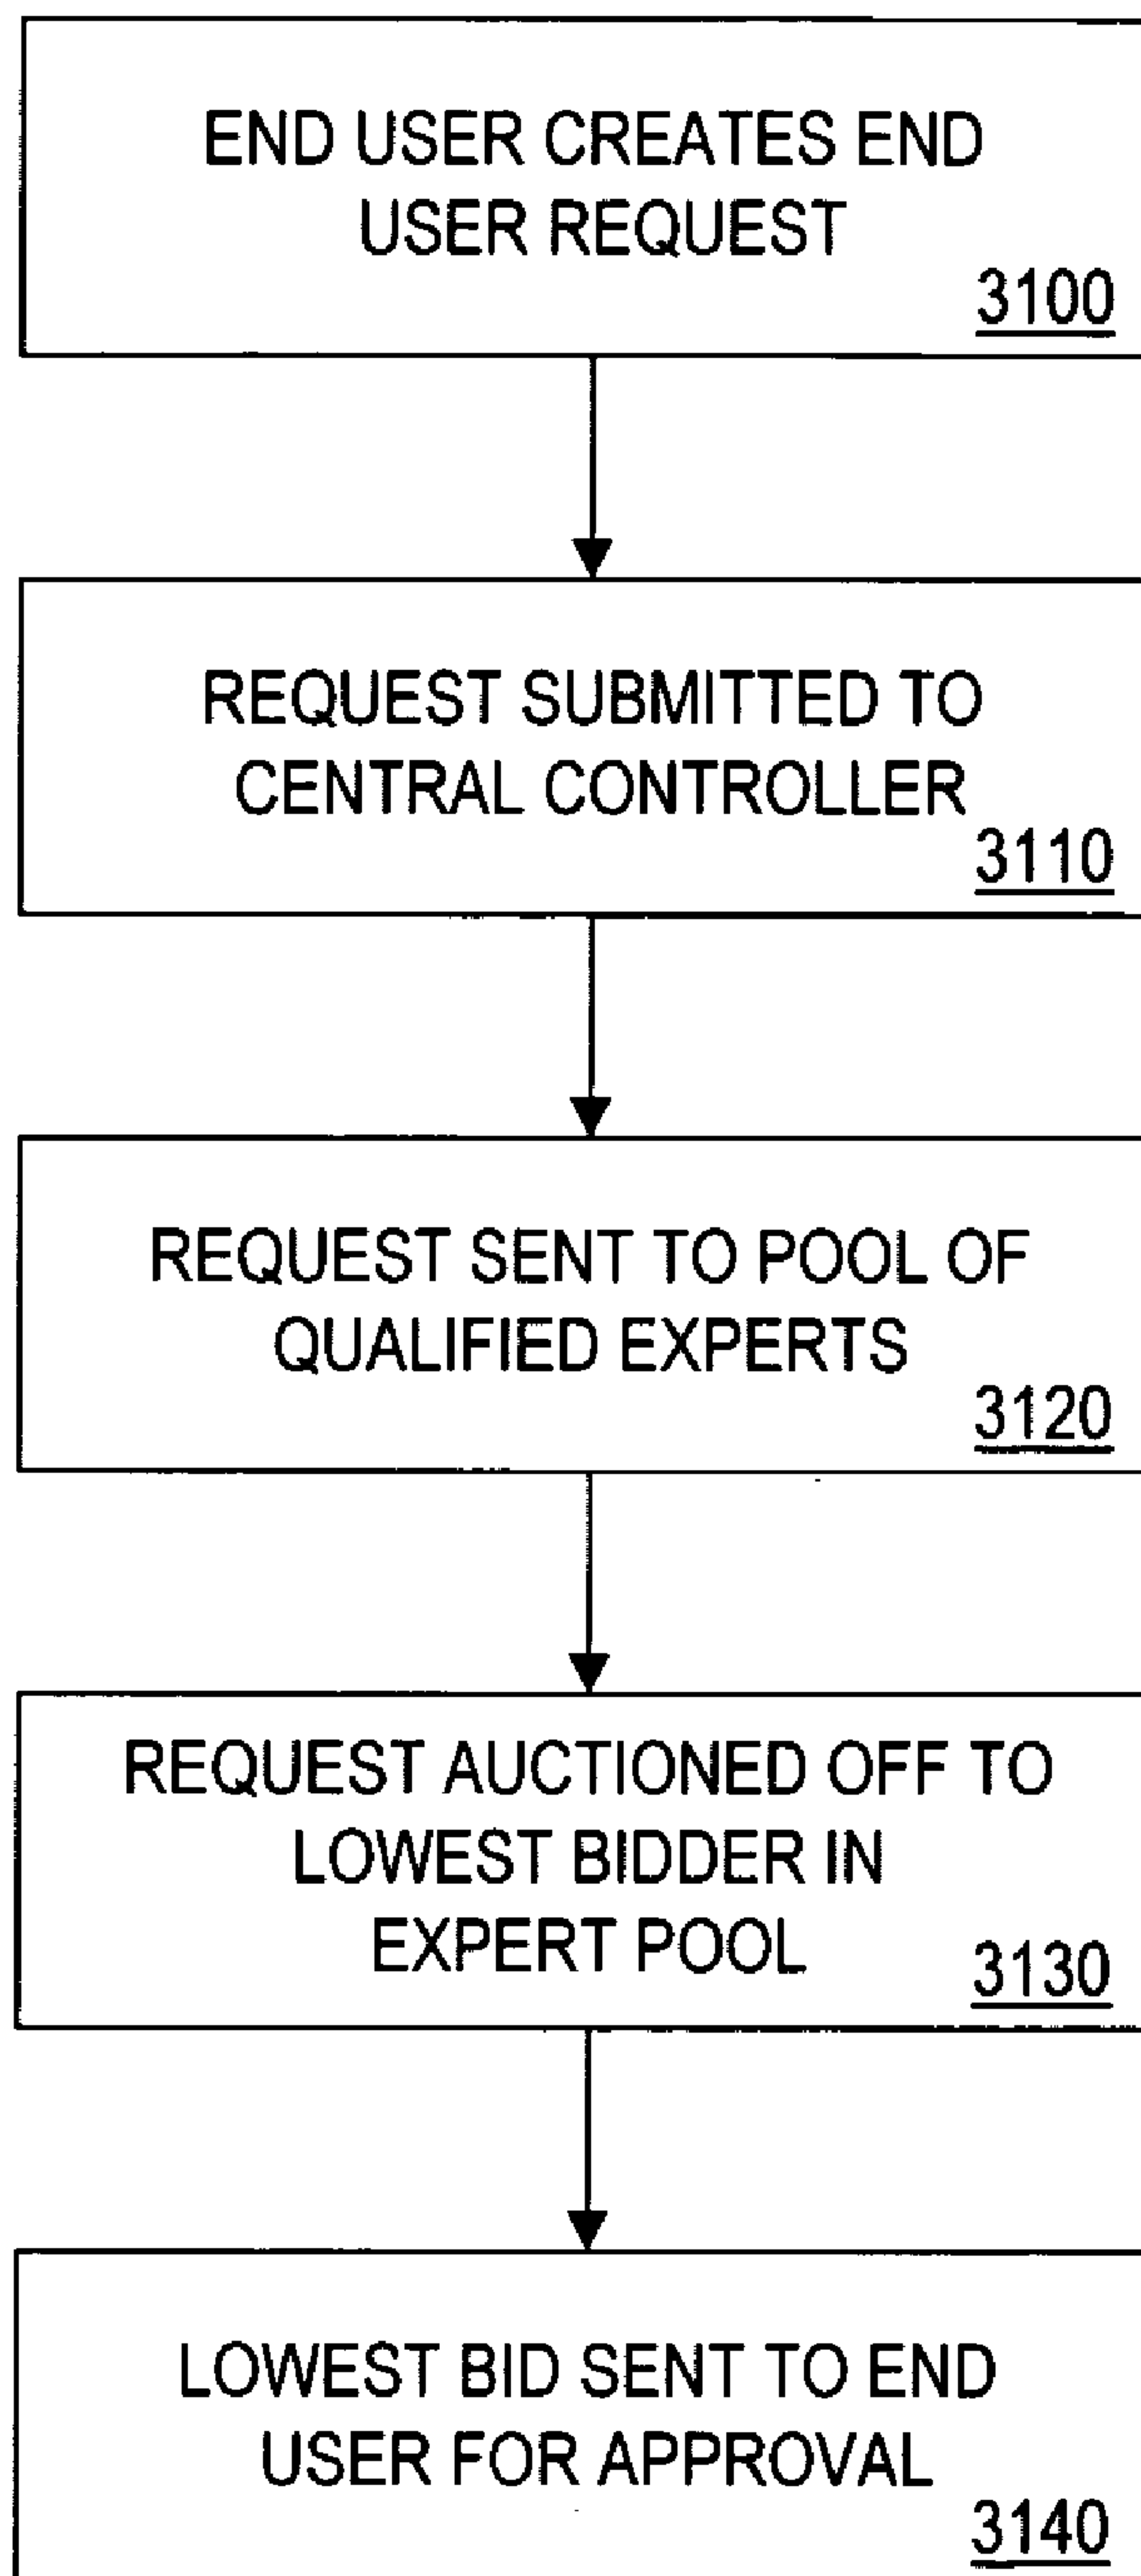 END USER CREATES END
USER REQUEST
3100
REQUEST SUBMITTED TO
CENTRAL CONTROLLER
3110
REQUEST SENT TO POOL OF
QUALIFIED EXPERTS
3120
REQUEST AUCTIONED OFF TO
LOWEST BIDDER IN
EXPERT POOL
3130
LOWEST BID SENT TO END
USER FOR APPROVAL
3140